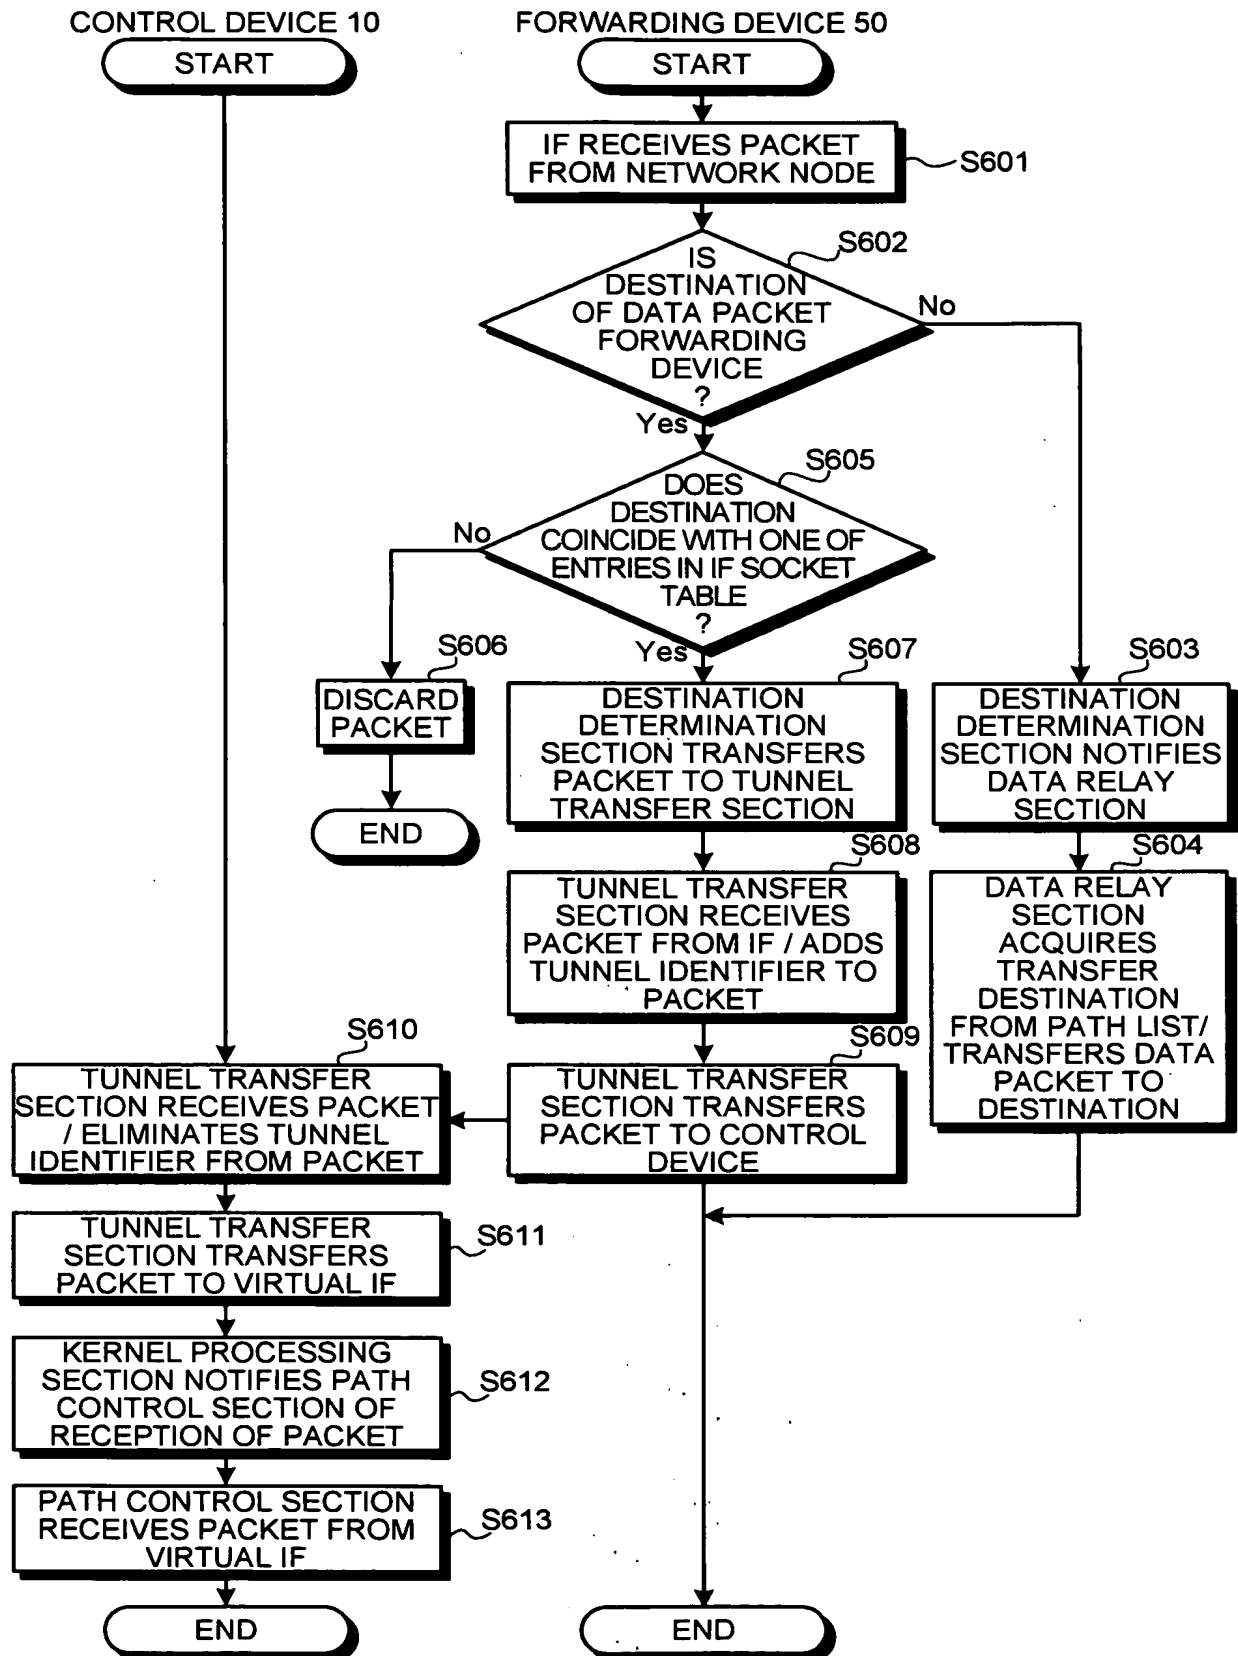 CONTROL DEVICE 10
START
FORWARDING DEVICE 50
START
IF RECEIVES PACKET
FROM NETWORK NODE
S601
S602
IS
DESTINATION
OF DATA PACKET
FORWARDING
DEVICE
?
No
Yes
S605
DOES
DESTINATION
COINCIDE WITH ONE OF
ENTRIES IN IF SOCKET
TABLE
?
No
Yes
S606
DISCARD
PACKET
END
S607
DESTINATION
DETERMINATION
SECTION TRANSFERS
PACKET TO TUNNEL
TRANSFER SECTION
S603
DESTINATION
DETERMINATION
SECTION NOTIFIES
DATA RELAY
SECTION
S608
TUNNEL TRANSFER
SECTION RECEIVES
PACKET FROM IF / ADDS
TUNNEL IDENTIFIER TO
PACKET
S604
DATA RELAY
SECTION
ACQUIRES
TRANSFER
DESTINATION
FROM PATH LIST/
TRANSFERS DATA
PACKET TO
DESTINATION
S610
TUNNEL TRANSFER
SECTION RECEIVES PACKET
/ ELIMINATES TUNNEL
IDENTIFIER FROM PACKET
S609
TUNNEL TRANSFER
SECTION TRANSFERS
PACKET TO CONTROL
DEVICE
TUNNEL TRANSFER
SECTION TRANSFERS
PACKET TO VIRTUAL IF
S611
KERNEL PROCESSING
SECTION NOTIFIES PATH
CONTROL SECTION OF
RECEPTION OF PACKET
S612
PATH CONTROL SECTION
RECEIVES PACKET FROM
VIRTUAL IF
S613
END
END